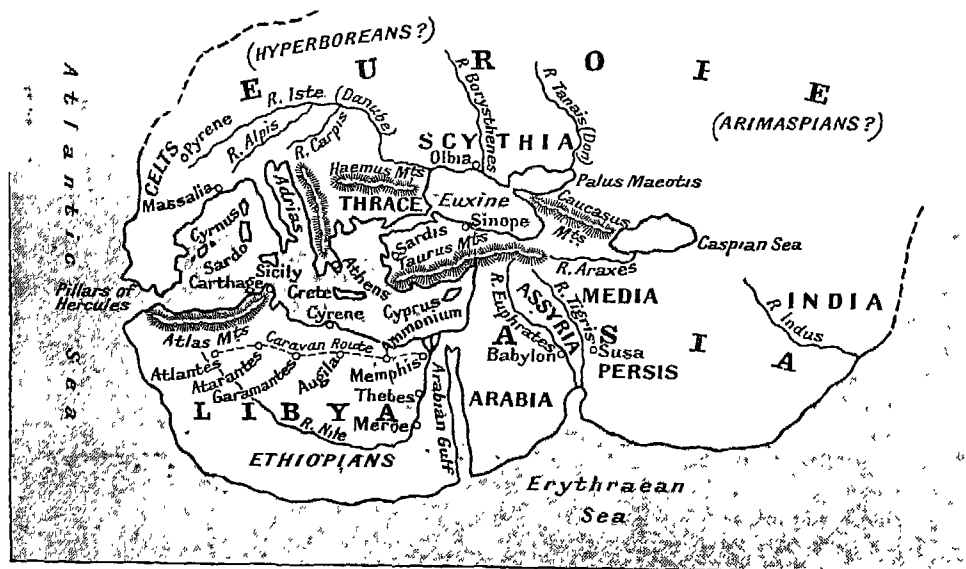 (HYPERBOREANS?)
E U R O I E
Atlantic Sea
R. Iste. (Danube)
R. Borysthenes
R. Tanais (Don)
(ARIMASPIANS?)
CELTS
Pyrene
R. Alpis
R. Carpis
SCYTHIA
Olbia
Haemus Mts
Palus Maeotis
Massalia
Adrias
THRACE
Euxine
Caucasus Mts
Cyrnus
Sinope
Sardo
Sardis
Taurus Mts
Caspian Sea
Sicily
Athens
R. Araxes
Carthage
Pillars of
Hercules
Crete
Cyprus
R. Euphrates
ASSYRIA
R. Tigris
MEDIA
INDIA
R. Indus
Cyrene
Ammonium
Atlas Mts
Caravan Route
A S I A
Babylon
Susa
Atlantes
Atarantes
Garamantes
Augila
Memphis
PERSIS
Thebes
ARABIA
LIBYA
Meroe
R. Nile
Arabian Gulf
ETHIOPIANS
Erythraean
Sea